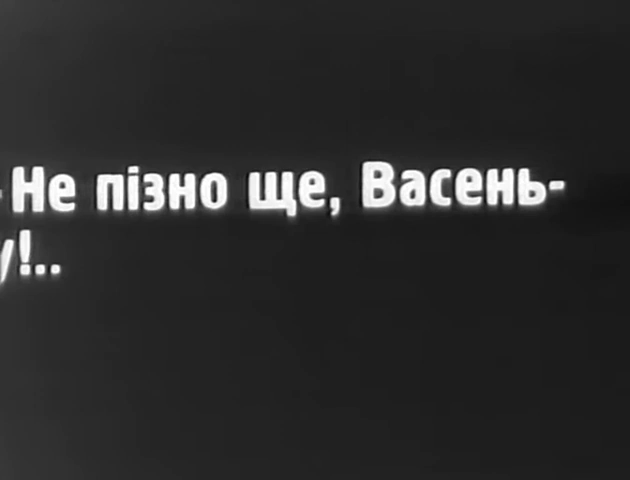 - Не пізно ще, Васень-
у!..